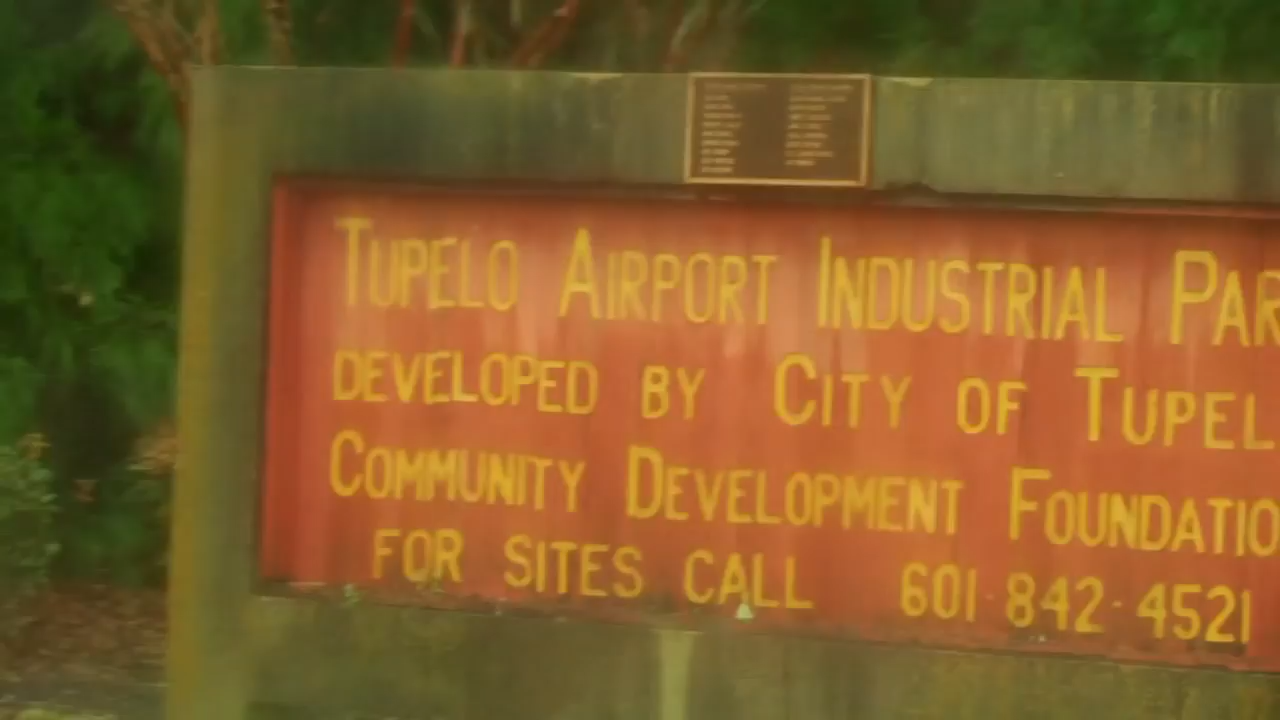 TUPELO AIRPORT INDUSTRIAL PAR
DEVELOPED BY CITY OF TUPEL
COMMUNITY DEVELOPMENT FOUNDATIO
FOR SITES CALL 601-842-4521